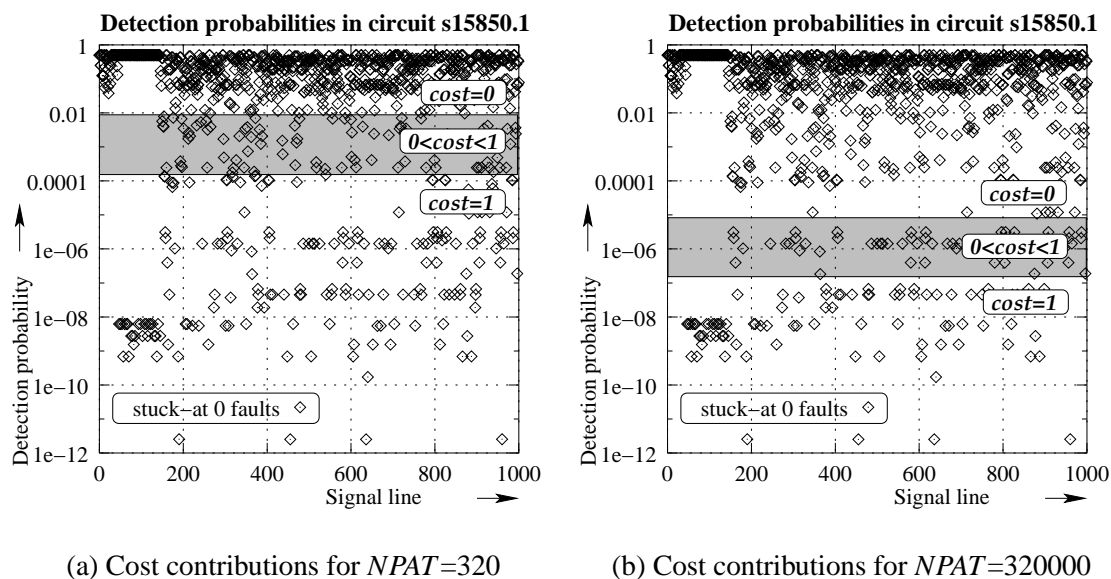 Detection probabilities in circuit s15850.1
1
0.01
0.0001
1e−06
1e−08
1e−10
1e−12
Detection probability
cost=0
0<cost<1
cost=1
stuck−at 0 faults
0 200 400 600 800 1000
Signal line
(a) Cost contributions for NPAT=320
Detection probabilities in circuit s15850.1
1
0.01
0.0001
1e−06
1e−08
1e−10
1e−12
Detection probability
cost=0
0<cost<1
cost=1
stuck−at 0 faults
0 200 400 600 800 1000
Signal line
(b) Cost contributions for NPAT=320000